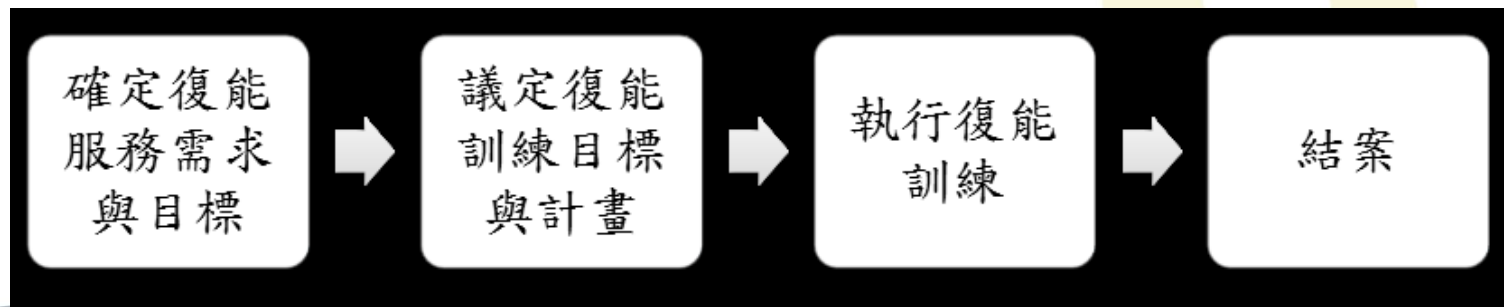 確定復能
服務需求
與目標
議定復能
訓練目標
與計畫
執行復能
訓練
結案